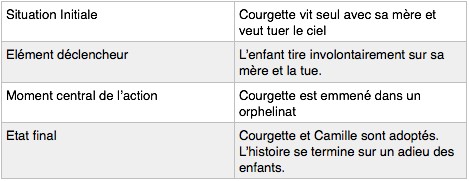 Situation Initiale
Courgette vit seul avec sa mère et
veut tuer le ciel
Elément déclencheur
L'enfant tire involontairement sur sa
mère et la tue.
Moment central de l'action
Courgette est emmené dans un
orphelinat
Etat final
Courgette et Camille sont adoptés.
L'histoire se termine sur un adieu des
enfants.